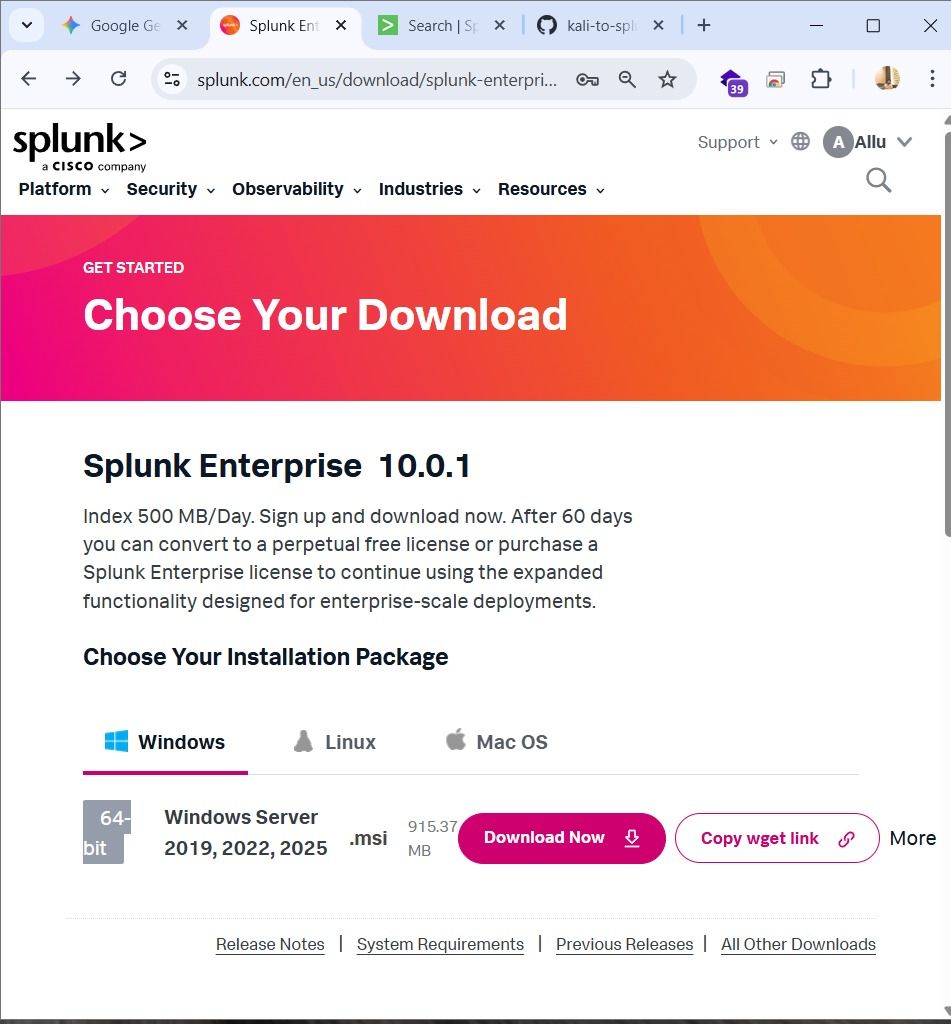 Google Ge
Splunk Ent
Search | Sp
kali-to-splu
splunk.com/en_us/download/splunk-enterpri...
39
splunk>
a CISCO company
Support
A
Allu
Platform
Security
Observability
Industries
Resources
GET STARTED
Choose Your Download
Splunk Enterprise 10.0.1
Index 500 MB/Day. Sign up and download now. After 60 days
you can convert to a perpetual free license or purchase a
Splunk Enterprise license to continue using the expanded
functionality designed for enterprise-scale deployments.
Choose Your Installation Package
Windows
Linux
Mac OS
64-
bit
Windows Server
2019, 2022, 2025
.msi
915.37
MB
Download Now
Copy wget link
More
Release Notes | System Requirements | Previous Releases | All Other Downloads